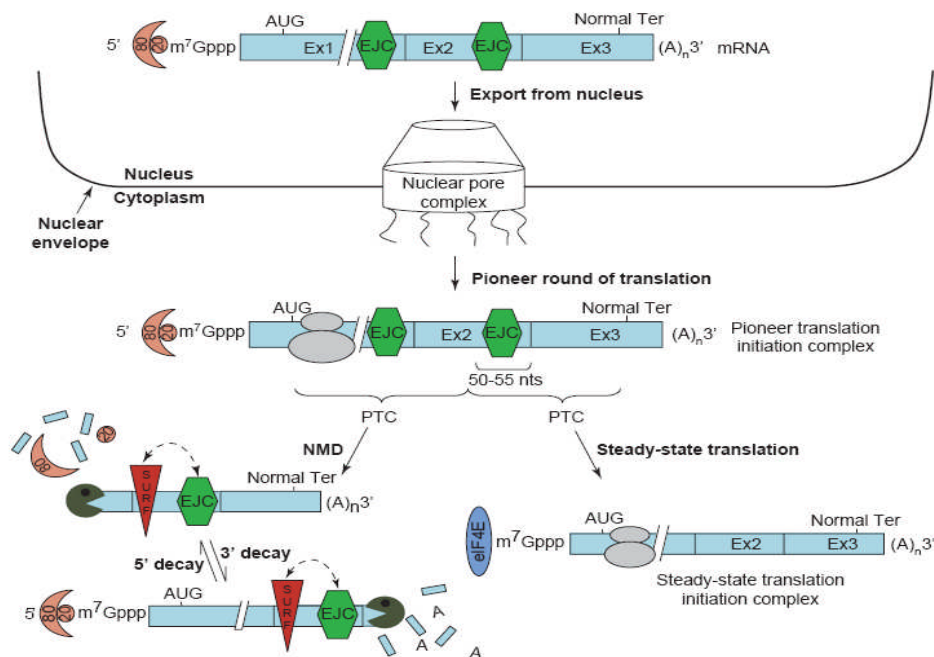 AUG
Normal Ter
5' 80 20 m⁷Gppp Ex1 EJC Ex2 EJC Ex3 (A)n3' mRNA
Export from nucleus
Nucleus
Cytoplasm
Nuclear pore
complex
Nuclear
envelope
Pioneer round of translation
AUG
Normal Ter
5' 80 20 m⁷Gppp EJC Ex2 EJC Ex3 (A)n3'
Pioneer translation
initiation complex
50-55 nts
PTC
PTC
NMD
Steady-state translation
20
80
SURF
EJC
Normal Ter
(A)n3'
5' decay
3' decay
eIF4E
m⁷Gppp
AUG
Normal Ter
Ex2
Ex3
(A)n3'
Steady-state translation
initiation complex
5' 80 20 m⁷Gppp
AUG
SURF
EJC
A
A
A